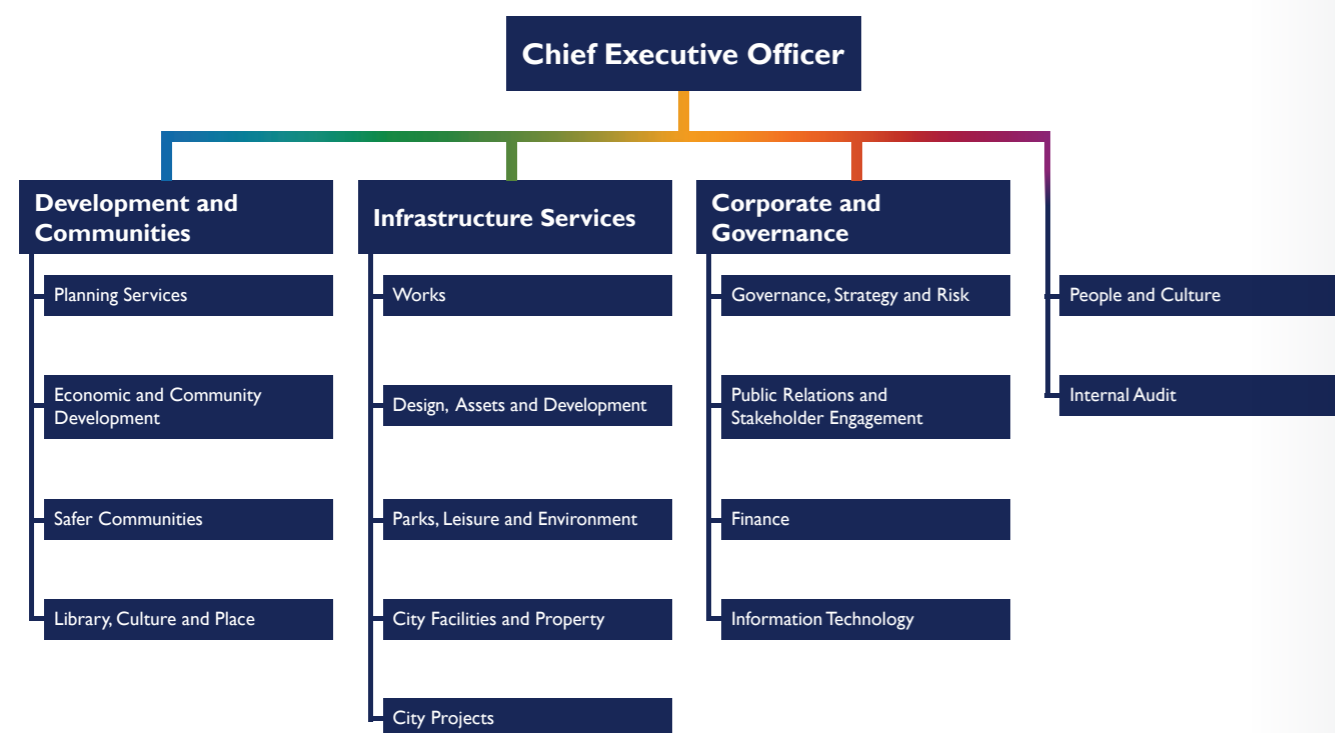 Chief Executive Officer
Development and
Communities
Planning Services
Economic and Community
Development
Safer Communities
Library, Culture and Place
Infrastructure Services
Works
Design, Assets and Development
Parks, Leisure and Environment
City Facilities and Property
City Projects
Corporate and
Governance
Governance, Strategy and Risk
Public Relations and
Stakeholder Engagement
Finance
Information Technology
People and Culture
Internal Audit